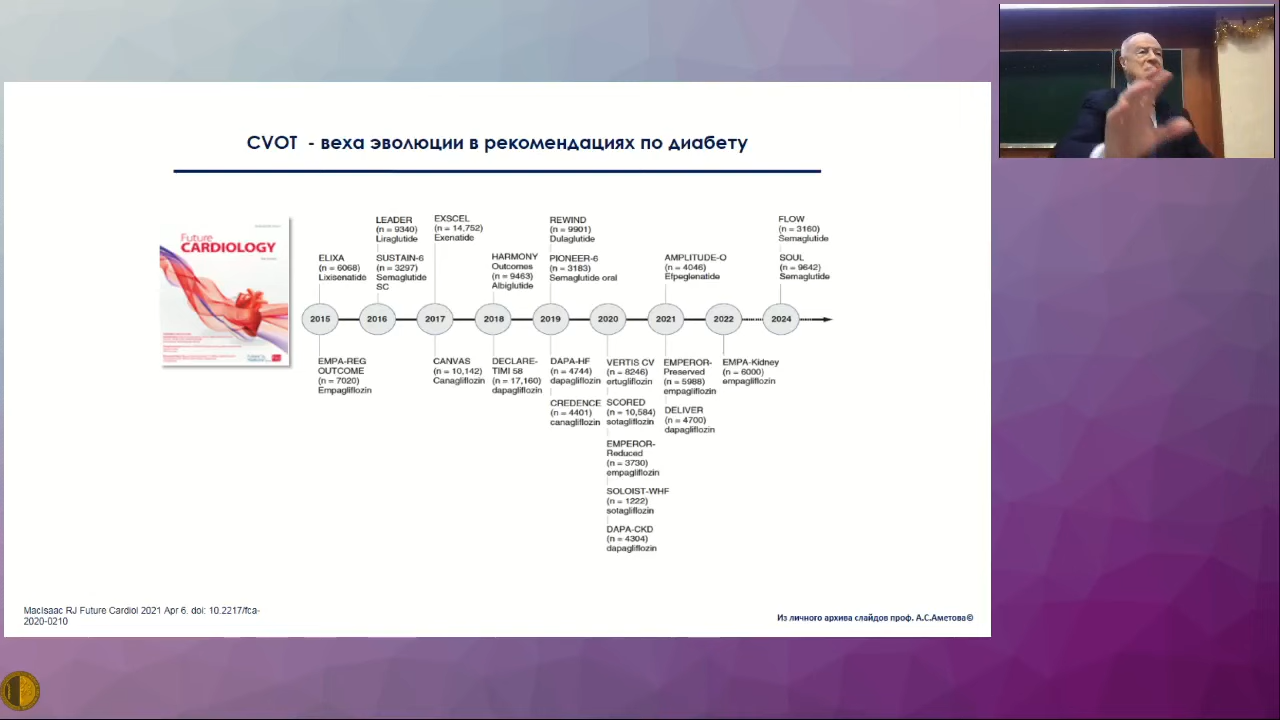 CVOT - веха эволюции в рекомендациях по диабету
Future
CARDIOLOGY
ELIXA
(n = 6068)
Lixisenatide
LEADER
(n = 9340)
Liraglutide
SUSTAIN-6
(n = 3297)
Semaglutide
SC
EXSCEL
(n = 14,752)
Exenatide
HARMONY
Outcomes
(n = 9463)
Albiglutide
REWIND
(n = 9901)
Dulaglutide
PIONEER-6
(n = 3183)
Semaglutide oral
AMPLITUDE-O
(n = 4046)
Efpeglenatide
FLOW
(n = 3160)
Semaglutide
SOUL
(n = 9642)
Semaglutide
2015 2016 2017 2018 2019 2020 2021 2022 2024
EMPA-REG
OUTCOME
(n = 7020)
Empagliflozin
CANVAS
(n = 10,142)
Canagliflozin
DECLARE-
TIMI 58
(n = 17,160)
dapagliflozin
DAPA-HF
(n = 4744)
dapagliflozin
CREDENCE
(n = 4401)
canagliflozin
VERTIS CV
(n = 8246)
ertugliflozin
SCORED
(n = 10,584)
sotagliflozin
EMPEROR-
Reduced
(n = 3730)
empagliflozin
SOLOIST-WHF
(n = 1222)
sotagliflozin
DAPA-CKD
(n = 4304)
dapagliflozin
EMPEROR-
Preserved
(n = 5988)
empagliflozin
DELIVER
(n = 4700)
dapagliflozin
EMPA-Kidney
(n = 6000)
empagliflozin
MacIsaac RJ Future Cardiol 2021 Apr 6. doi: 10.2217/fca-
2020-0210
Из личного архива слайдов проф. А.С.Аметова©